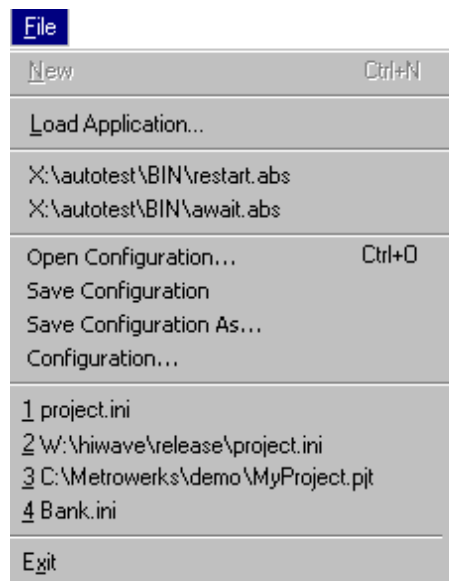 File
New Ctrl+N
Load Application...
X:\autotest\BIN\restart.abs
X:\autotest\BIN\await.abs
Open Configuration... Ctrl+O
Save Configuration
Save Configuration As...
Configuration...
1 project.ini
2 W:\hiwave\release\project.ini
3 C:\Metrowerks\demo\MyProject.pjt
4 Bank.ini
Exit